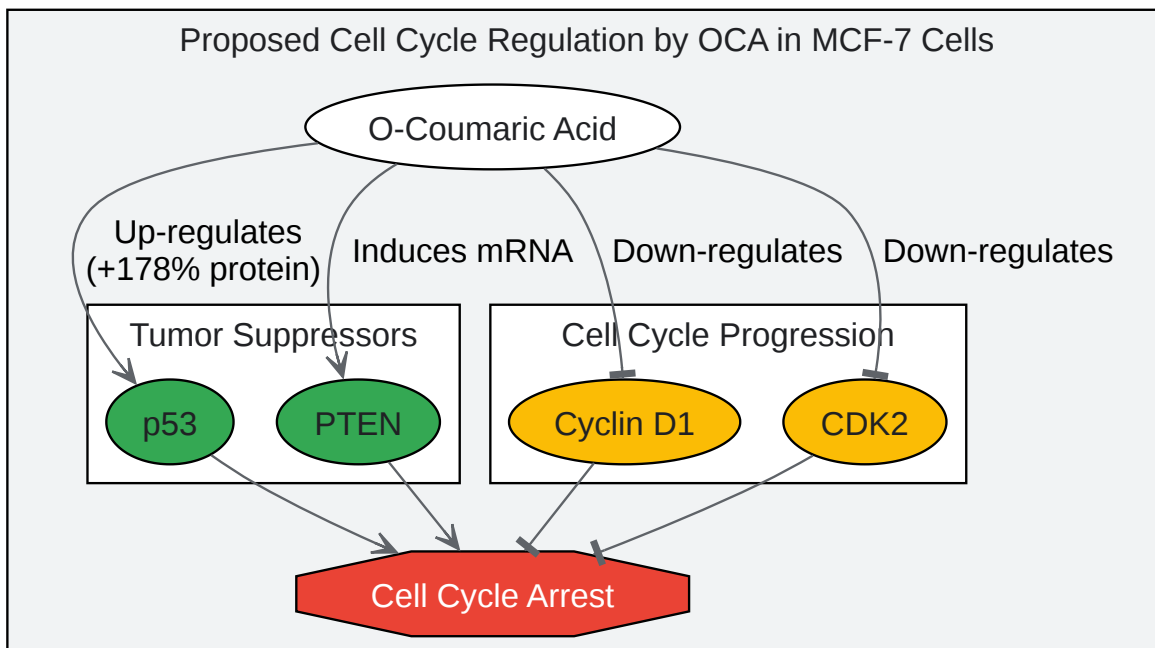 Proposed Cell Cycle Regulation by OCA in MCF-7 Cells
O-Coumaric Acid
Up-regulates
(+178% protein)
Induces mRNA
Down-regulates
Down-regulates
Tumor Suppressors
Cell Cycle Progression
p53
PTEN
Cyclin D1
CDK2
Cell Cycle Arrest